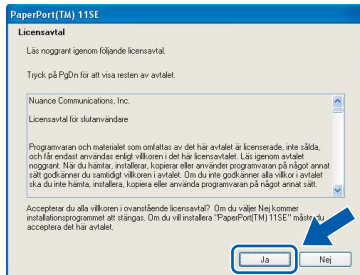 PaperPort(TM) 11SE
Licensavtal
Läs noggrant igenom följande licensavtal.
Tryck på PgDn för att visa resten av avtalet.
Nuance Communications, Inc.
Licensavtal för slutanvändare
Programvaran och materialet som omfattas av det här avtalet är licenserade, inte sålda,
och får endast användas enligt villkoren i det här licensavtalet. Läs igenom avtalet
noggrant. När du hämtar, installerar, kopierar eller använder programvaran på något annat
sätt godkänner du samtidigt villkoren i avtalet. Om du inte godkänner alla villkor i avtalet
ska du inte hämta, installera, kopiera eller använda programvaran på något annat sätt.
Accepterar du alla villkoren i ovanstående licensavtal? Om du väljer Nej kommer
installationsprogrammet att stängas. Om du vill installera "PaperPort(TM) 11SE" måste du
acceptera det här avtalet.
Ja
Nej